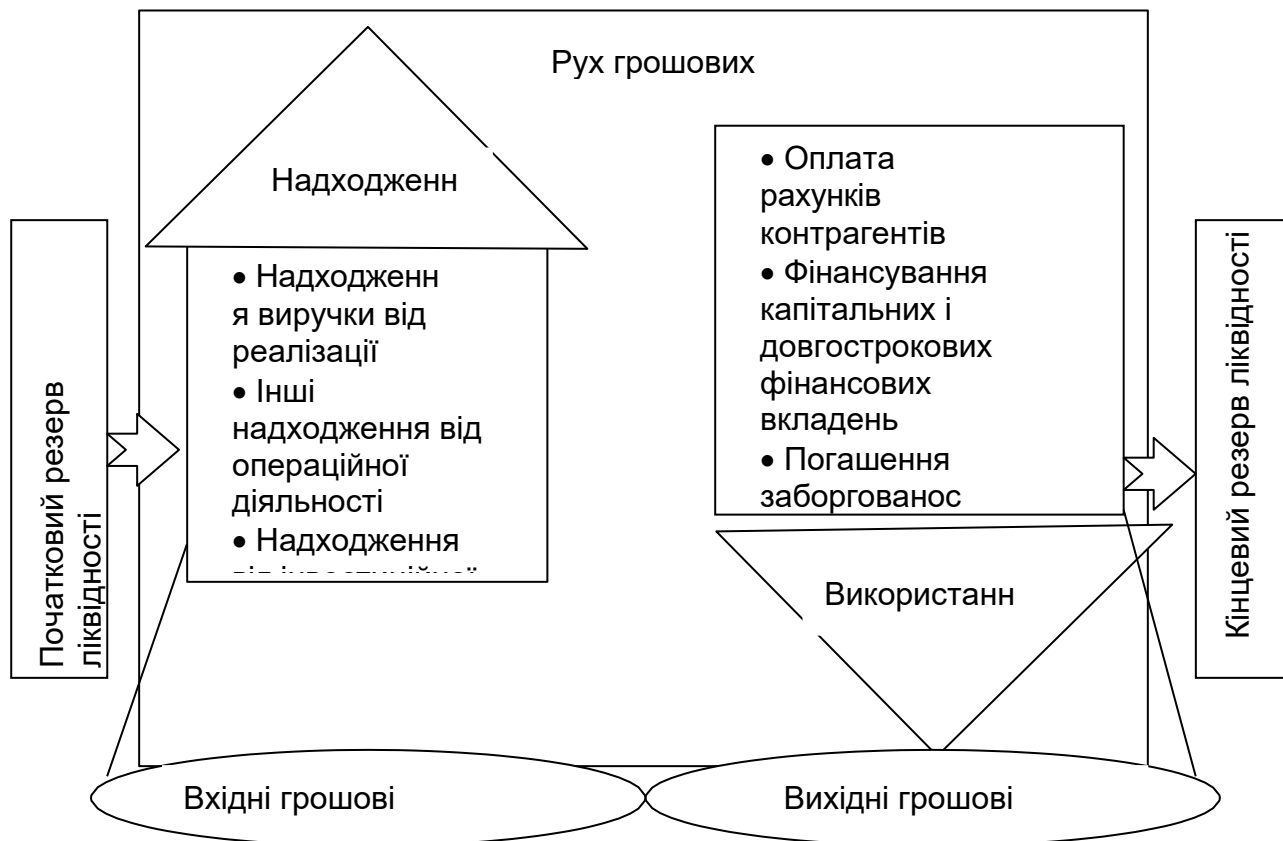 Рух грошових
Надходженн
• Надходженн
я виручки від
реалізації
• Інші
надходження від
операційної
діяльності
• Надходження
• Оплата
рахунків
контрагентів
• Фінансування
капітальних і
довгострокових
фінансових
вкладень
• Погашення
заборгованос
Використанн
Початковий резерв
ліквідності
Кінцевий резерв ліквідності
Вхідні грошові
Вихідні грошові